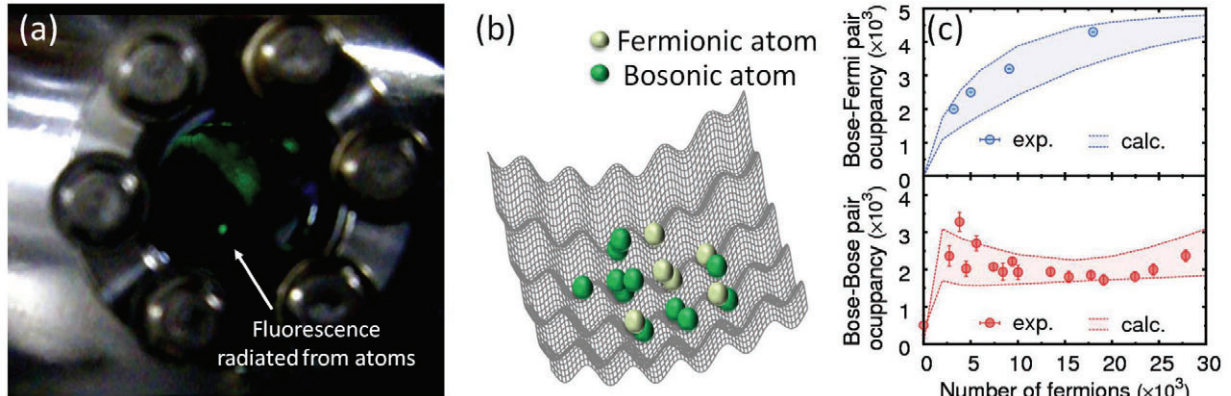 (a)
Fluorescence
radiated from atoms
(b)
Fermionic atom
Bosonic atom
(c)
Bose-Fermi pair
ocuppancy (×10³)
5
4
3
2
1
0
exp.
calc.
Bose-Bose pair
ocuppancy (×10³)
4
3
2
1
0
exp.
calc.
0 5 10 15 20 25 30
Number of fermions (×10³)